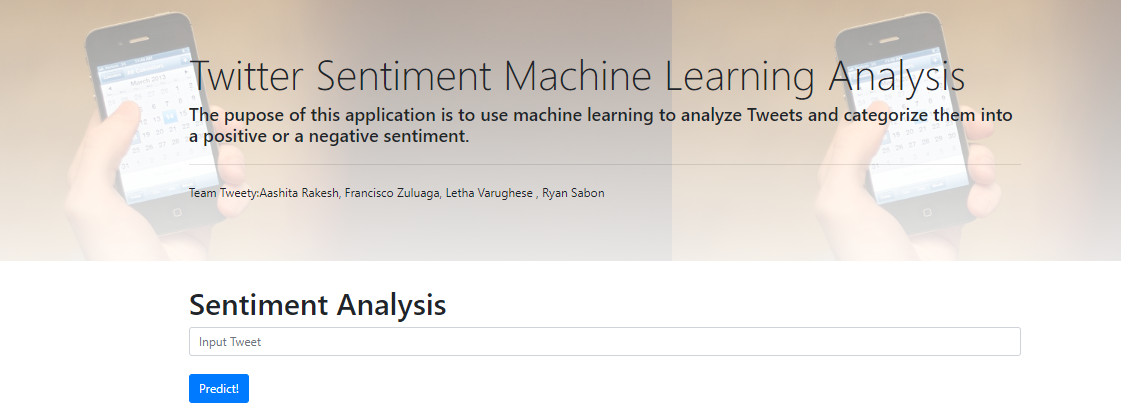 Twitter Sentiment Machine Learning Analysis
The pupose of this application is to use machine learning to analyze Tweets and categorize them into
a positive or a negative sentiment.
Team Tweety:Aashita Rakesh, Francisco Zuluaga, Letha Varughese , Ryan Sabon
Sentiment Analysis
Input Tweet
Predict!